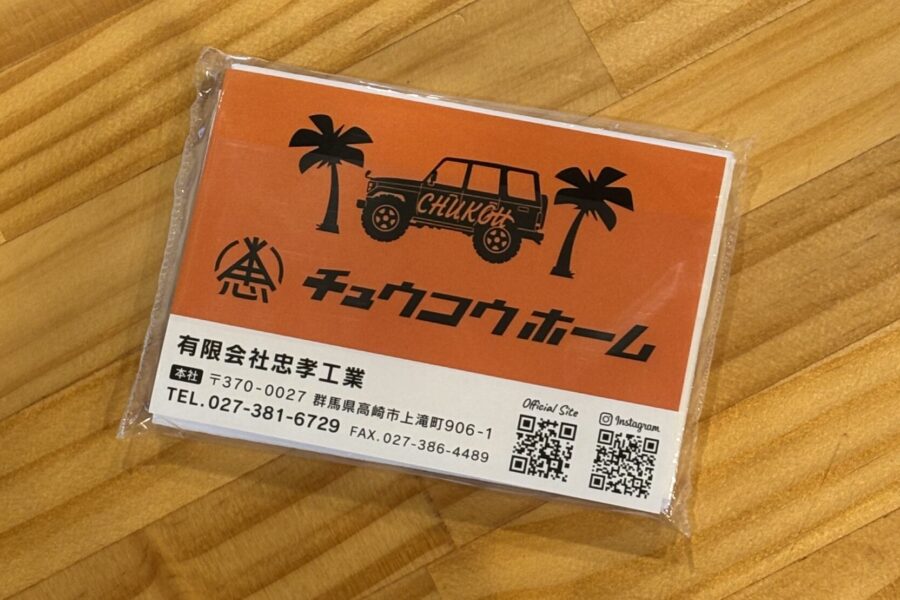 CHUKOH
チュウコウホーム
有限会社忠孝工業
本社 〒370-0027 群馬県高崎市上滝町906-1
TEL.027-381-6729 FAX.027-386-4489
Official Site
Instagram